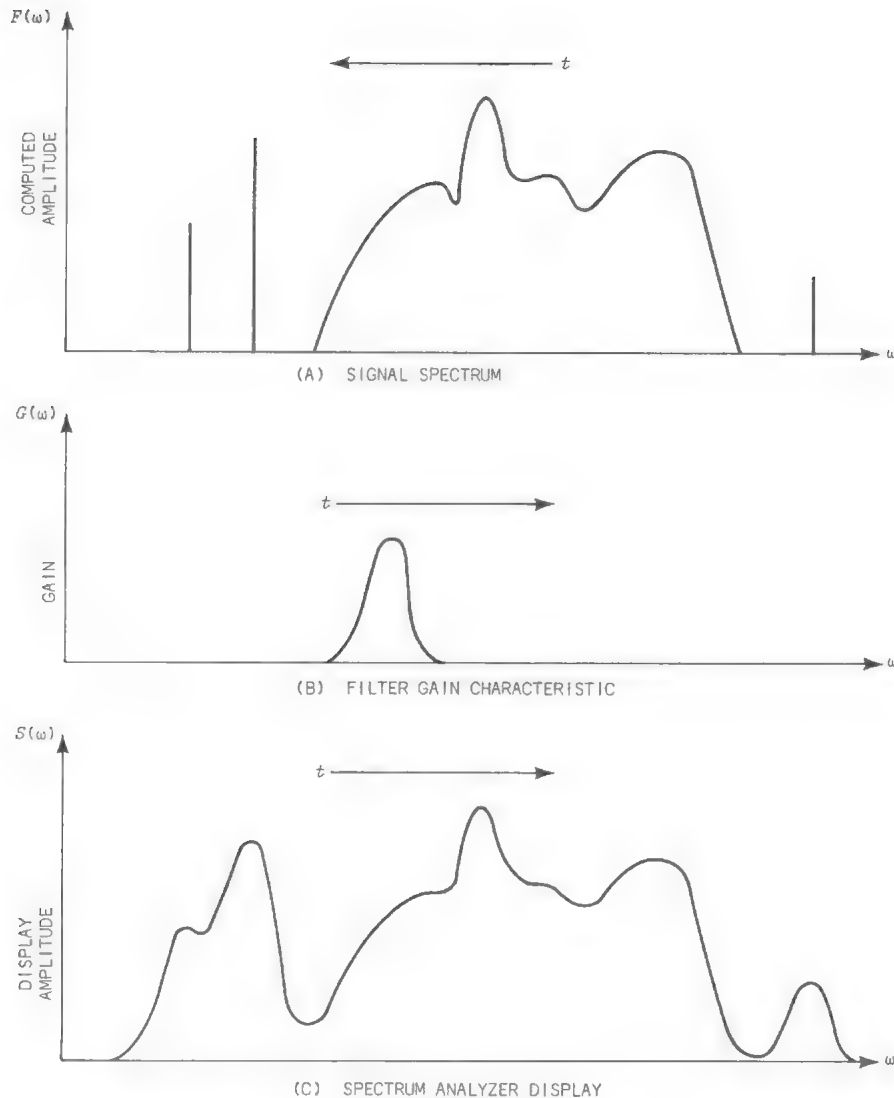 F(ω)
t
COMPUTED
AMPLITUDE
ω
(A) SIGNAL SPECTRUM
G(ω)
t
GAIN
ω
(B) FILTER GAIN CHARACTERISTIC
S(ω)
t
DISPLAY
AMPLITUDE
ω
(C) SPECTRUM ANALYZER DISPLAY